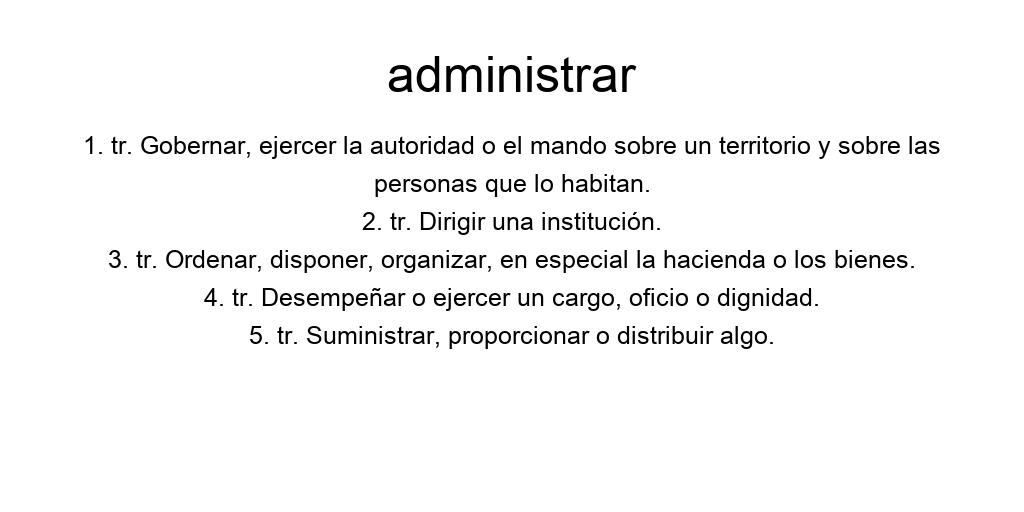 administrar
1. tr. Gobernar, ejercer la autoridad o el mando sobre un territorio y sobre las
personas que lo habitan.
2. tr. Dirigir una institución.
3. tr. Ordenar, disponer, organizar, en especial la hacienda o los bienes.
4. tr. Desempeñar o ejercer un cargo, oficio o dignidad.
5. tr. Suministrar, proporcionar o distribuir algo.